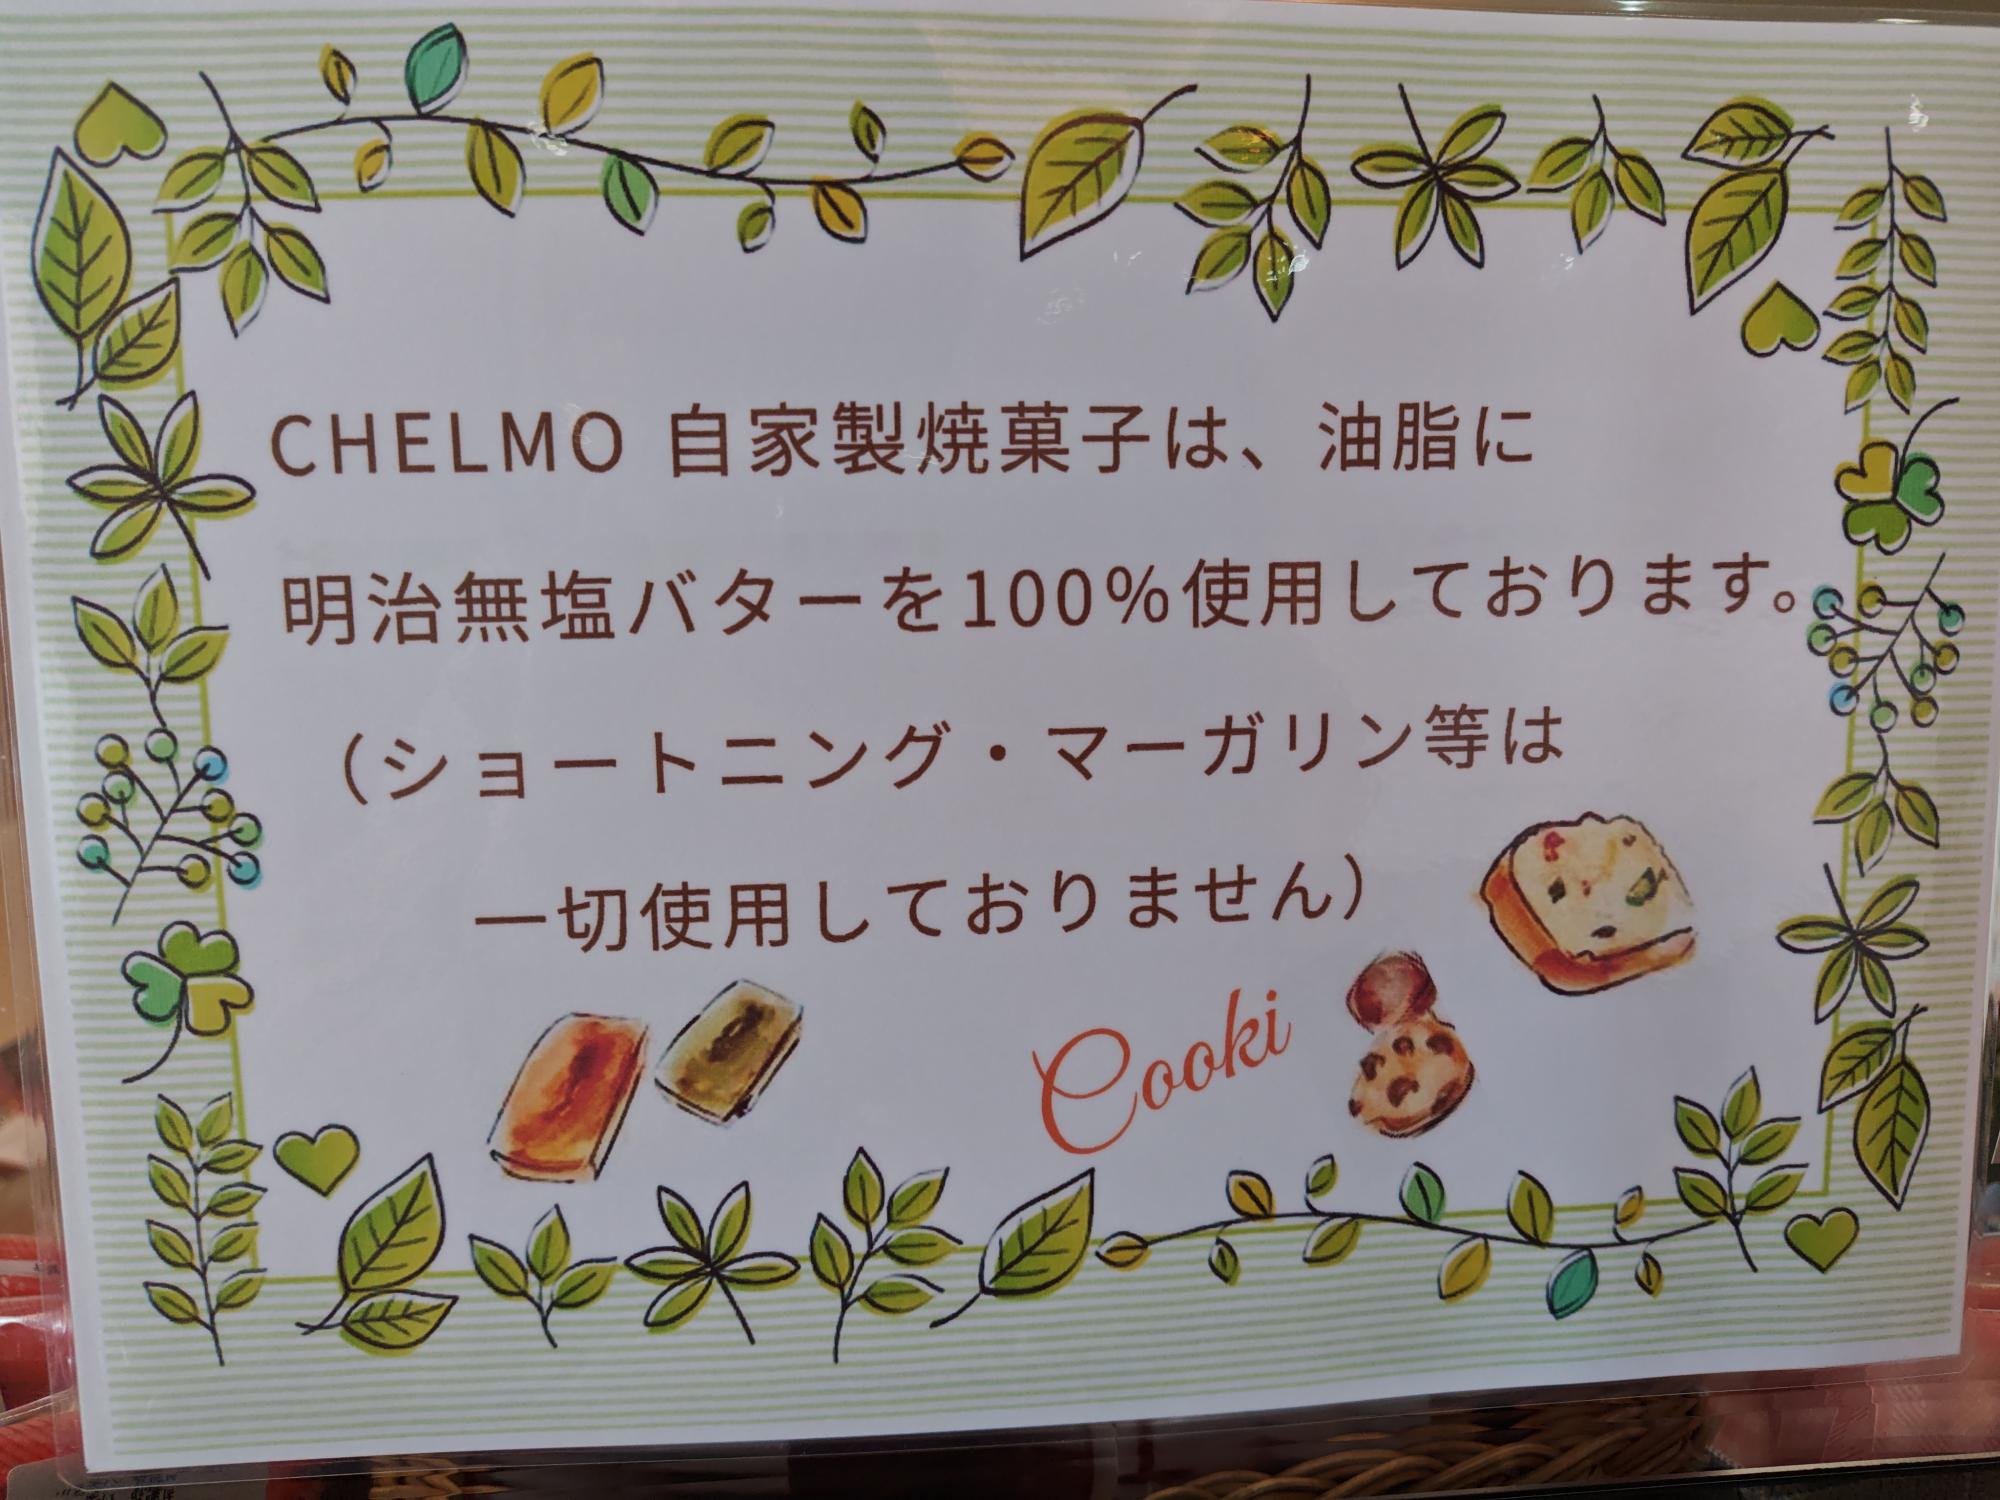 CHELMO 自家製焼菓子は、油脂に
明治無塩バターを100%使用しております。
（ショートニング・マーガリン等は
一切使用しておりません）
Cooki